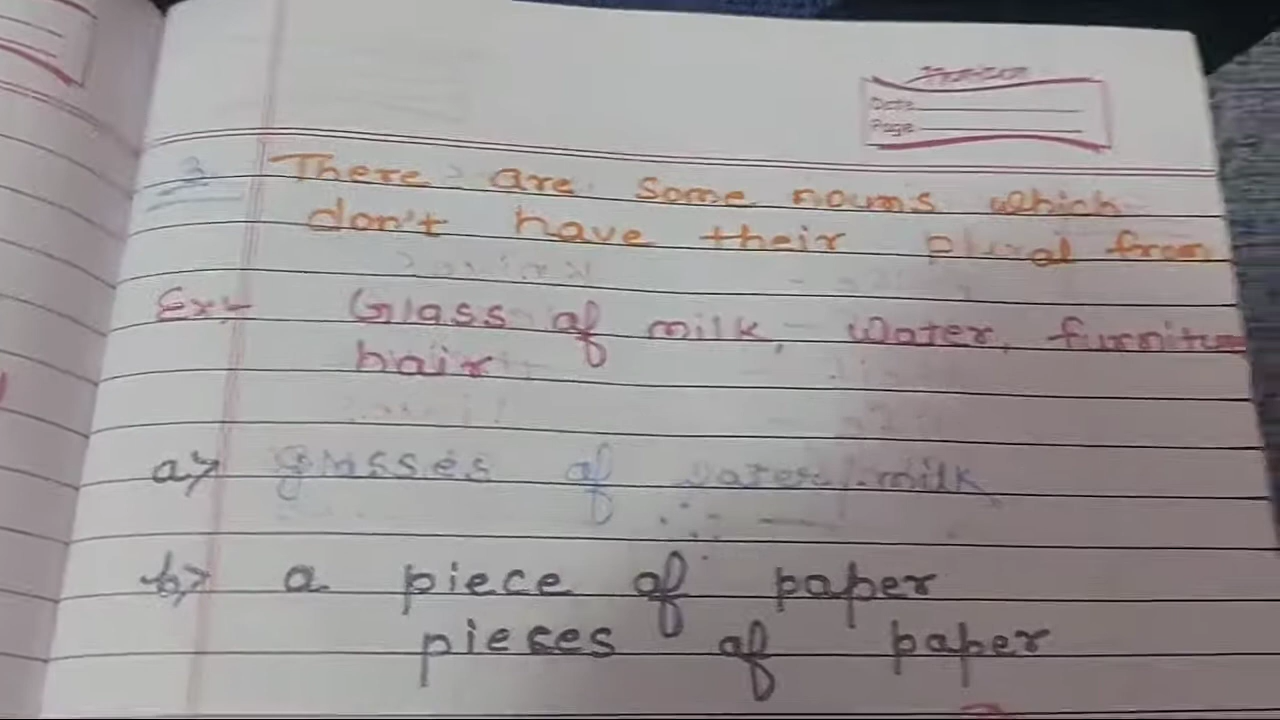 Date
Page
3 There are some nouns which
don't have their plural from
Ex:- Glass of milk, water, furniture
hair
a> glasses of water / milk
b> a piece of paper
pieses of paper